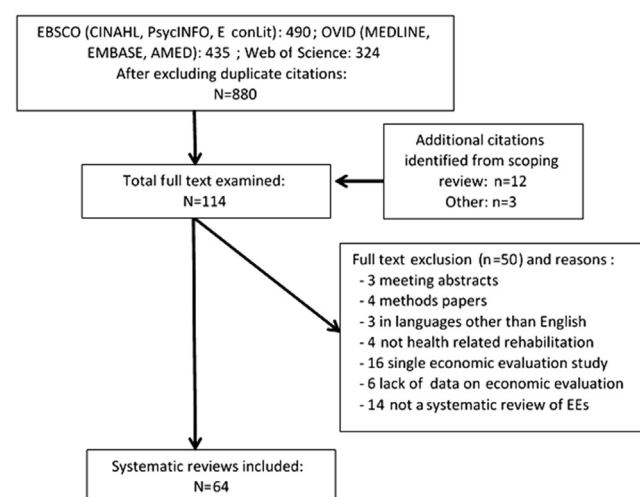 EBSCO (CINAHL, PsycINFO, E conLit): 490; OVID (MEDLINE,
EMBASE, AMED): 435 ; Web of Science: 324
After excluding duplicate citations:
N=880
Additional citations
identified from scoping
review: n=12
Other: n=3
Total full text examined:
N=114
Full text exclusion (n=50) and reasons :
- 3 meeting abstracts
- 4 methods papers
- 3 in languages other than English
- 4 not health related rehabilitation
- 16 single economic evaluation study
- 6 lack of data on economic evaluation
- 14 not a systematic review of EEs
Systematic reviews included:
N=64